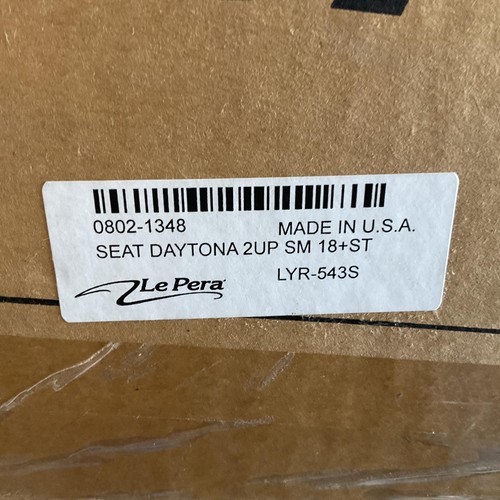 0802-1348 MADE IN U.S.A.
SEAT DAYTONA 2UP SM 18+ST
Le Pera LYR-543S